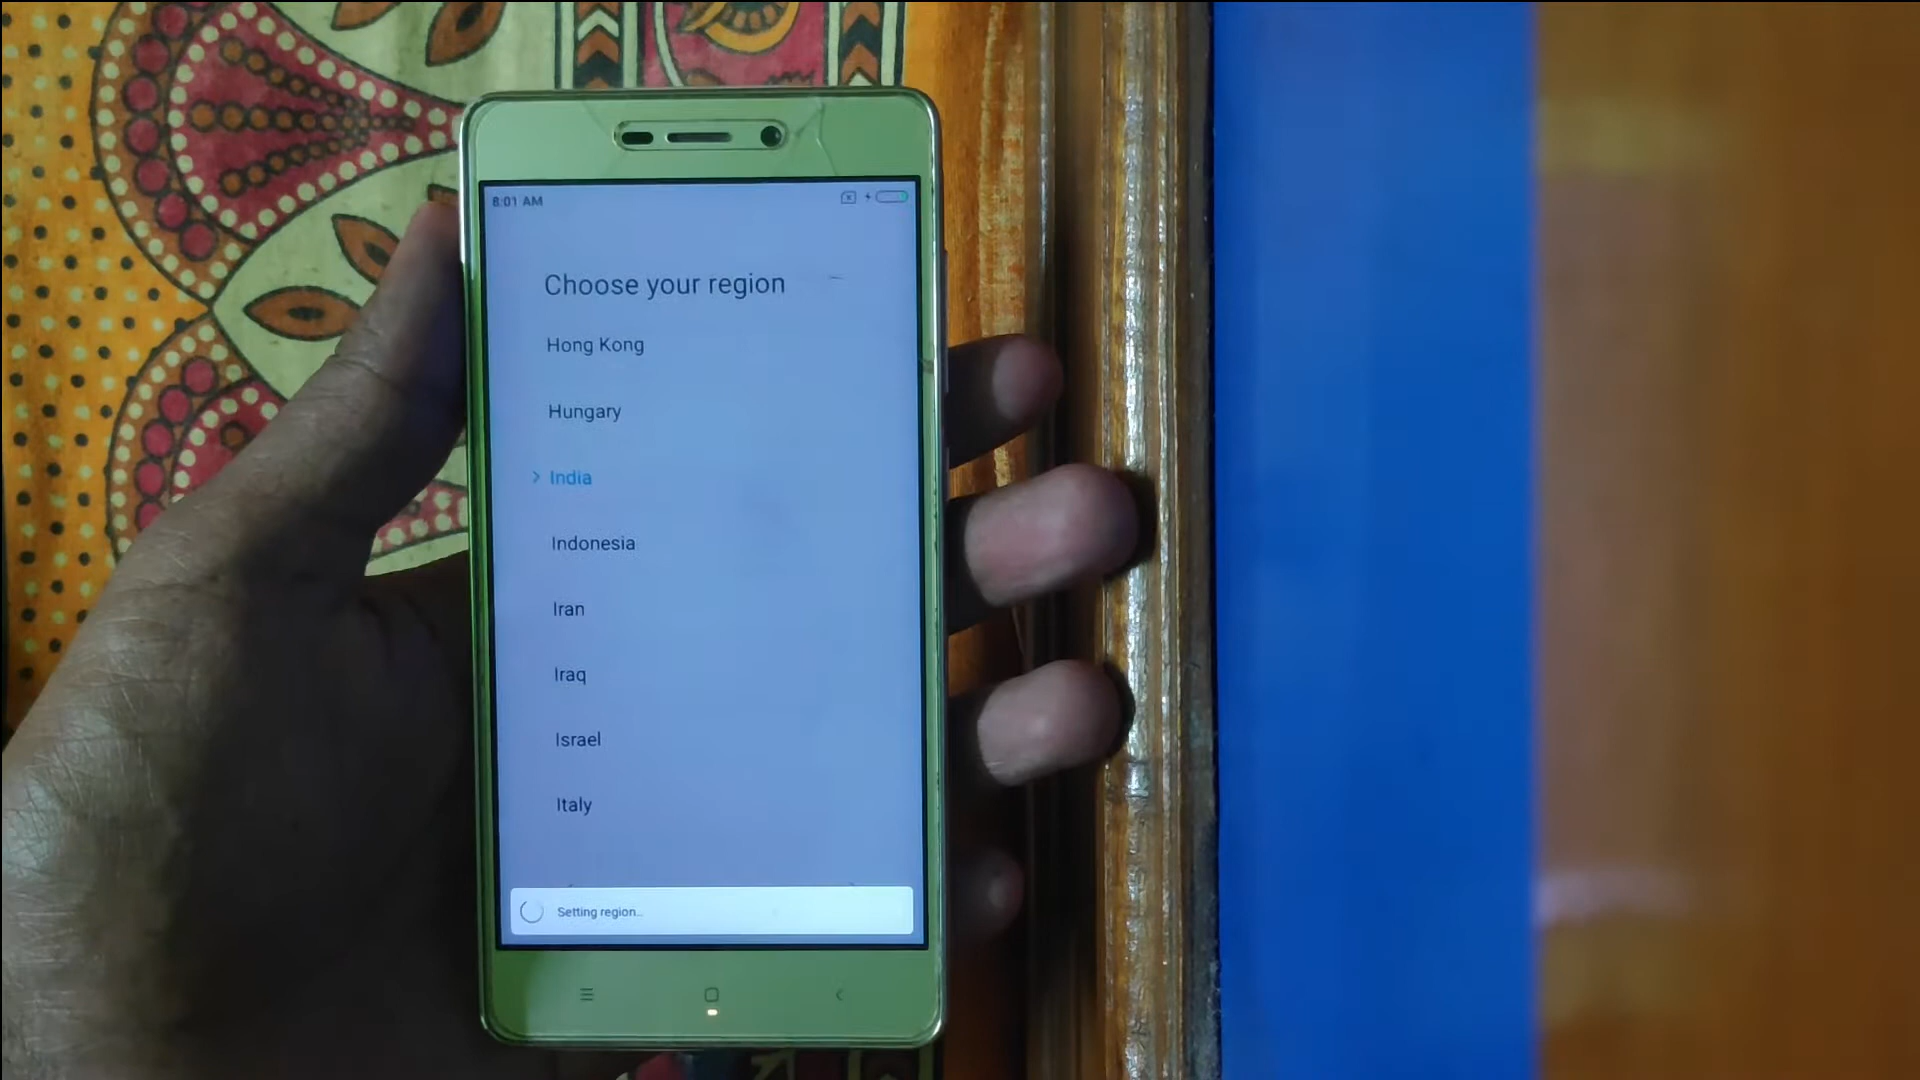 8:01 AM
Choose your region
Hong Kong
Hungary
India
Indonesia
Iran
Iraq
Israel
Italy
Setting region...